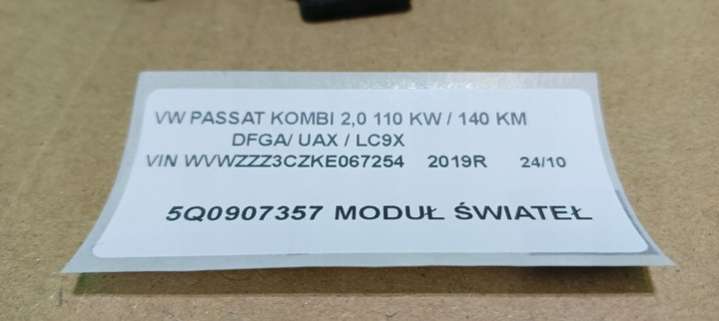 VW PASSAT KOMBI 2,0 110 KW / 140 KM
DFGA/ UAX / LC9X
VIN WVWZZZ3CZKE067254 2019R 24/10
5Q0907357 MODUŁ ŚWIATEŁ